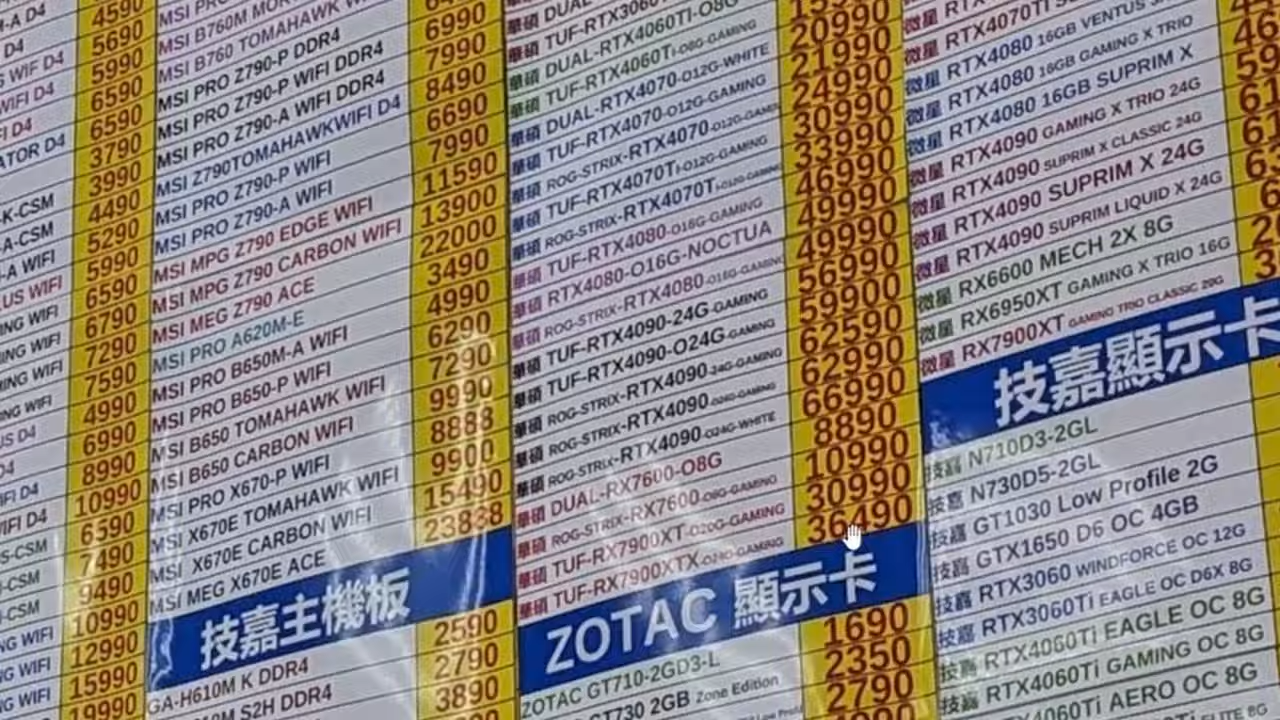 -A D4
D4
WIF D4
WIFI D4
ATOR D4
K-CSM
A-CSM
-A WIFI
US WIFI
ING WIFI
ING WIFI
4590
5690
5990
6590
6590
3790
3990
4490
5290
5990
6590
6790
7290
7590
4990
6990
8990
10990
6590
7490
9490
10990
12990
15990
19990
MSI B760 TOMAHAWK W
MSI PRO Z790-P DDR4
MSI PRO Z790-P WIFI DDR4
MSI PRO Z790-A WIFI DDR4
MSI Z790TOMAHAWKWIFI D4
MSI PRO Z790-P WIFI
MSI PRO Z790-A WIFI
MSI MPG Z790 EDGE WIFI
MSI MPG Z790 CARBON WIFI
MSI MEG Z790 ACE
MSI PRO A620M-E
MSI PRO B650M-A WIFI
MSI PRO B650-P WIFI
MSI B650 TOMAHAWK WIFI
MSI B650 CARBON WIFI
MSI PRO X670-P WIFI
MSI X670E TOMAHAWK WIFI
MSI X670E CARBON WIFI
MSI MEG X670E ACE
6990
7990
8490
6690
7990
11590
13900
22000
3490
4990
6290
7290
9990
8888
9900
15490
23888
技嘉主機板
GA-H610M K DDR4
S2H DDR4
2590
2790
3890
華碩 DUAL-RTX4060TI-O8G
華碩 TUF-RTX4060TI-O8G-GAMING
華碩 DUAL-RTX4070-O12G-WHITE
華碩 TUF-RTX4070-O12G-GAMING
華碩 ROG-STRIX-RTX4070-O12G-GAMING
華碩 TUF-RTX4070TI-O12G-GAMING
華碩 ROG-STRIX-RTX4070TI-O12G-GAMING
華碩 TUF-RTX4080-O16G-GAMING
華碩 RTX4080-O16G-NOCTUA
華碩 ROG-STRIX-RTX4080-O16G-GAMING
華碩 TUF-RTX4090-24G-GAMING
華碩 TUF-RTX4090-O24G-GAMING
華碩 ROG-STRIX-RTX4090-24G-GAMING
華碩 ROG-STRIX-RTX4090-O24G-GAMING
華碩 ROG-STRIX-RTX4090-O24G-WHITE
華碩 DUAL-RX7600-O8G
華碩 ROG-STRIX-RX7600-O8G-GAMING
華碩 TUF-RX7900XT-O20G-GAMING
華碩 TUF-RX7900XTX-O24G-GAMING
20990
21990
24990
30990
33990
46990
49990
49990
56990
59900
62590
62990
66990
8890
10990
30990
36490
ZOTAC 顯示卡
ZOTAC GT710-2GD3-L
GT730 2GB Zone Edition
1690
2350
2790
微星 RTX4070TI
微星 RTX4080 16GB VENTUS
微星 RTX4080 16GB GAMING X TRIO
微星 RTX4080 16GB SUPRIM X
微星 RTX4090 GAMING X TRIO 24G
微星 RTX4090 SUPRIM X CLASSIC 24G
微星 RTX4090 SUPRIM X 24G
微星 RTX4090 SUPRIM LIQUID X 24G
微星 RX6600 MECH 2X 8G
微星 RX6950XT GAMING X TRIO 16G
微星 RX7900XT GAMING TRIO CLASSIC 20G
技嘉顯示卡
技嘉 N710D3-2GL
技嘉 N730D5-2GL
技嘉 GT1030 Low Profile 2G
技嘉 GTX1650 D6 OC 4GB
技嘉 RTX3060 WINDFORCE OC 12G
技嘉 RTX3060Ti EAGLE OC D6X 8G
技嘉 RTX4060Ti EAGLE OC 8G
技嘉 RTX4060Ti GAMING OC 8G
RTX4060Ti AERO OC 8G